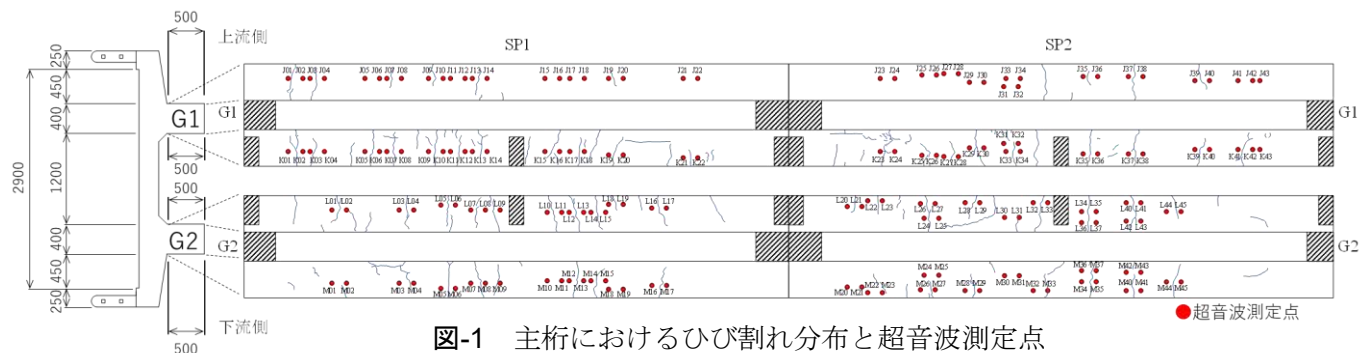 500
上流側
SP1
SP2
250
450
400
1200
400
450
250
2900
500
500
500
G1
G2
下流側
J01 J02 J03 J04 J05 J06 J07 J08 J09 J10 J11 J12 J13 J14 J15 J16 J17 J18 J19 J20 J21 J22 J23 J24 J25 J26 J27 J28 J29 J30 J33 J34 J35 J36 J37 J38 J39 J40 J41 J42 J43
J31 J32
G1
G1
K31 K32
K01 K02 K03 K04 K05 K06 K07 K08 K09 K10 K11 K12 K13 K14 K15 K16 K17 K18 K19 K20 K21 K22 K23 K24 K25 K26 K27 K28 K29 K30 K33 K34 K35 K36 K37 K38 K39 K40 K41 K42 K43
L01 L02 L03 L04 L05 L06 L07 L08 L09 L10 L11 L13 L18 L19 L16 L17 L20 L21 L26 L27 L28 L29 L32 L33 L34 L35 L40 L41 L44 L45
L12 L14 L15 L22 L23 L24 L25 L30 L31 L36 L37 L42 L43
G2
G2
M12 M14 M15 M24 M25 M30 M31 M36 M37 M42 M43
M01 M02 M03 M04 M05 M06 M07 M08 M09 M10 M11 M13 M18 M19 M16 M17 M20 M21 M22 M23 M26 M27 M28 M29 M32 M33 M34 M35 M40 M41 M44 M45
超音波測定点
図-1 主桁におけるひび割れ分布と超音波測定点